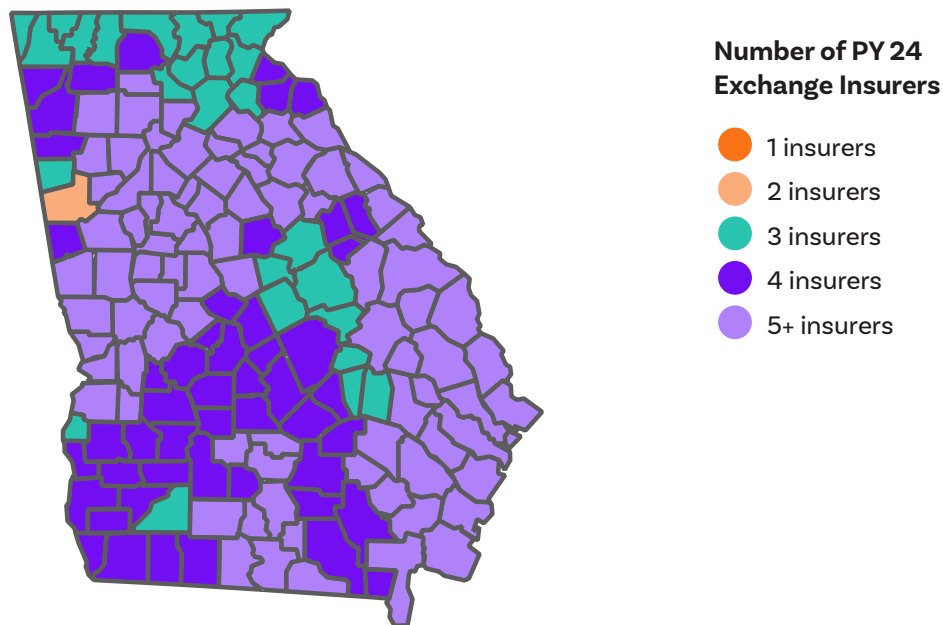 Number of PY 24
Exchange Insurers
1 insurers
2 insurers
3 insurers
4 insurers
5+ insurers